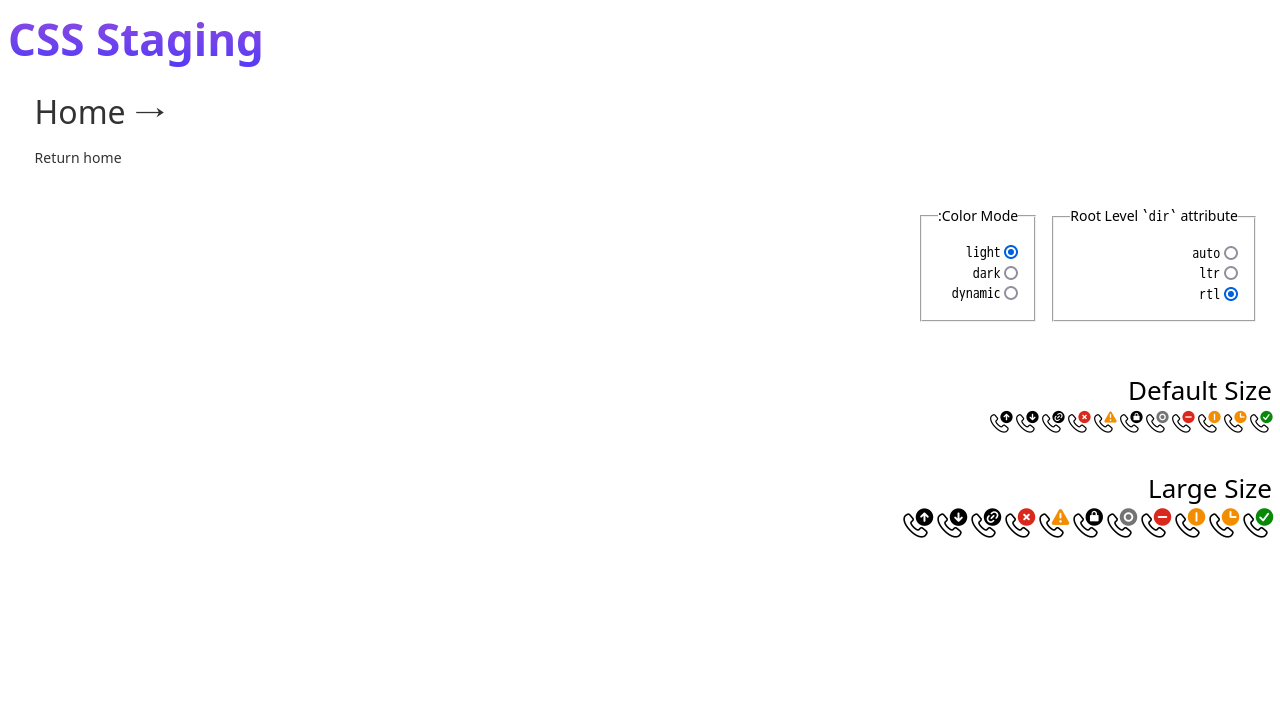 CSS Staging
Home →
Return home
Root Level `dir` attribute
auto
ltr
rtl
:Color Mode
light
dark
dynamic
Default Size
Large Size